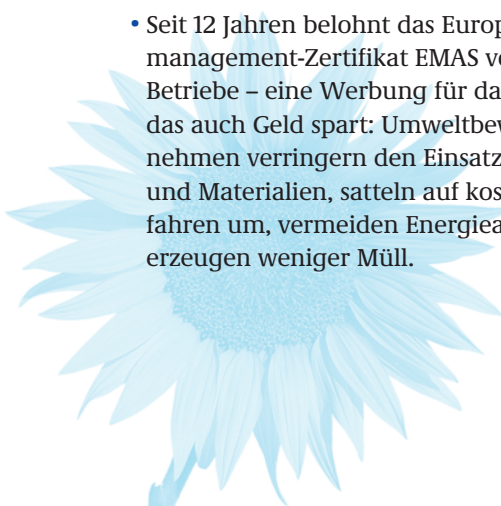 • Seit 12 Jahren belohnt das Europ
management-Zertifikat EMAS v
Betriebe – eine Werbung für da
das auch Geld spart: Umweltbew
nehmen verringern den Einsatz
und Materialien, satteln auf kos
fahren um, vermeiden Energiea
erzeugen weniger Müll.